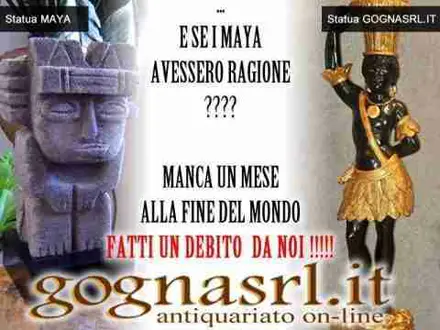 Statua MAYA
Statua GOGNASRL.IT
...
E SE I MAYA
AVESSERO RAGIONE
????
MANCA UN MESE
ALLA FINE DEL MONDO
FATTI UN DEBITO DA NOI !!!!!
gognasrl.it
antiquariato on-line